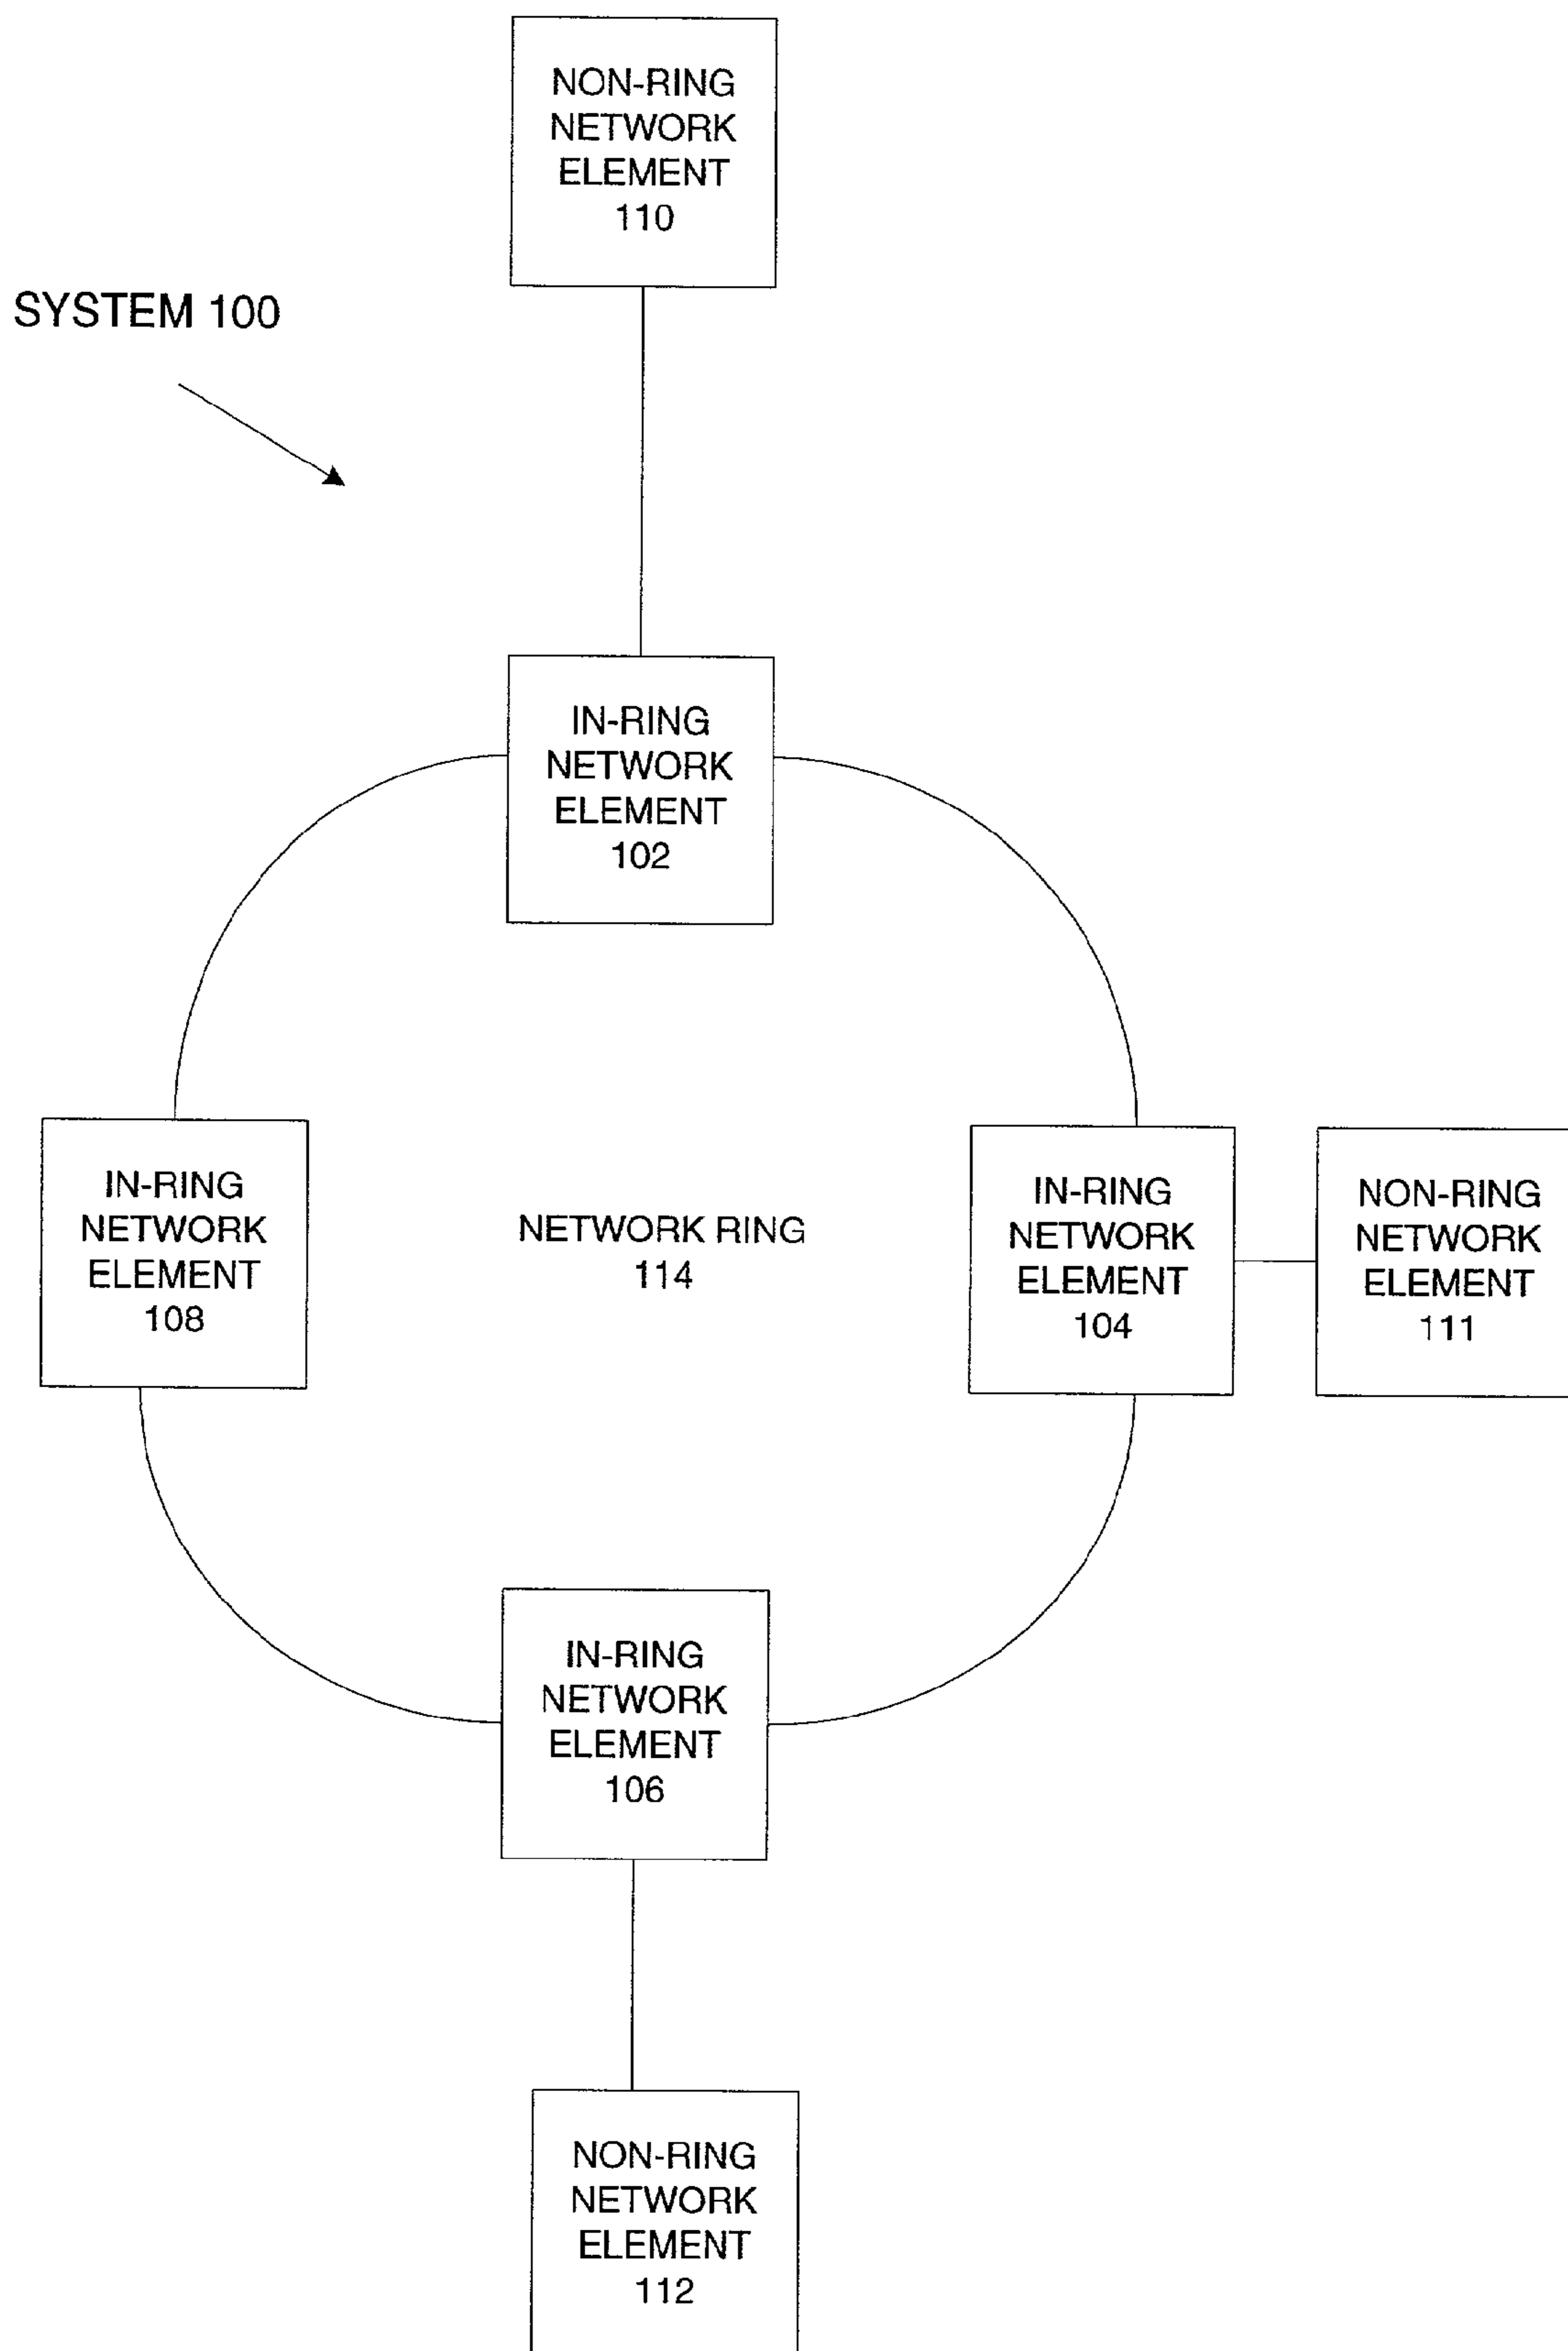 NON-RING
NETWORK
ELEMENT
110
SYSTEM 100
IN-RING
NETWORK
ELEMENT
102
IN-RING
NETWORK
ELEMENT
108
NETWORK RING
114
IN-RING
NETWORK
ELEMENT
104
NON-RING
NETWORK
ELEMENT
111
IN-RING
NETWORK
ELEMENT
106
NON-RING
NETWORK
ELEMENT
112